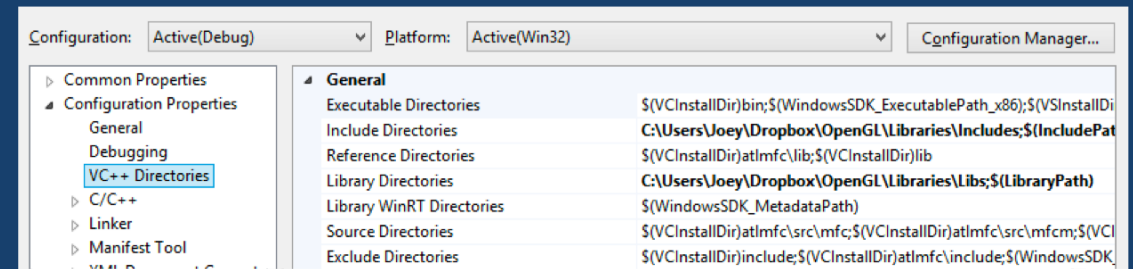 Configuration: Active(Debug) Platform: Active(Win32) Configuration Manager...
Common Properties
Configuration Properties
General
Debugging
VC++ Directories
C/C++
Linker
Manifest Tool
General
Executable Directories $(VCInstallDir)bin;$(WindowsSDK_ExecutablePath_x86);$(VSInstallDi
Include Directories C:\Users\Joey\Dropbox\OpenGL\Libraries\Includes;$(IncludePat
Reference Directories $(VCInstallDir)atlmfc\lib;$(VCInstallDir)lib
Library Directories C:\Users\Joey\Dropbox\OpenGL\Libraries\Libs;$(LibraryPath)
Library WinRT Directories $(WindowsSDK_MetadataPath)
Source Directories $(VCInstallDir)atlmfc\src\mfc;$(VCInstallDir)atlmfc\src\mfcm;$(VCI
Exclude Directories $(VCInstallDir)include;$(VCInstallDir)atlmfc\include;$(WindowsSDK_